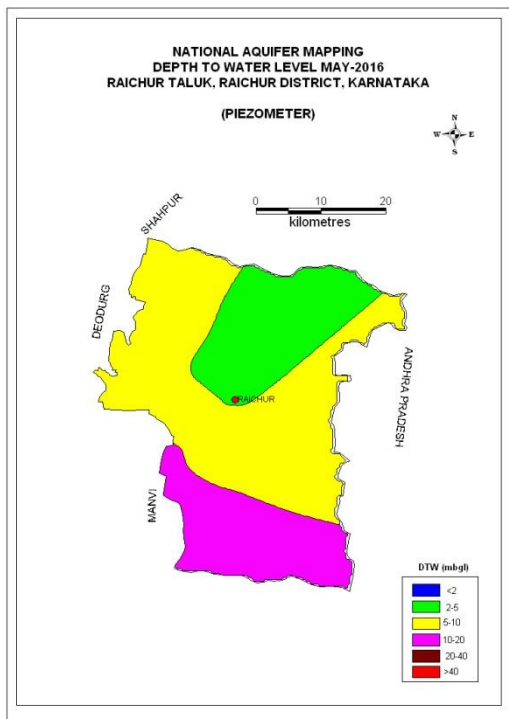 NATIONAL AQUIFER MAPPING
DEPTH TO WATER LEVEL MAY-2016
RAICHUR TALUK, RAICHUR DISTRICT, KARNATAKA
(PIEZOMETER)
N
W E
S
0 10 20
kilometres
SHAHPUR
DEODURG
ANDHRA PRADESH
RAICHUR
MANVI
DTW (mbgl)
<2
2-5
5-10
10-20
20-40
>40